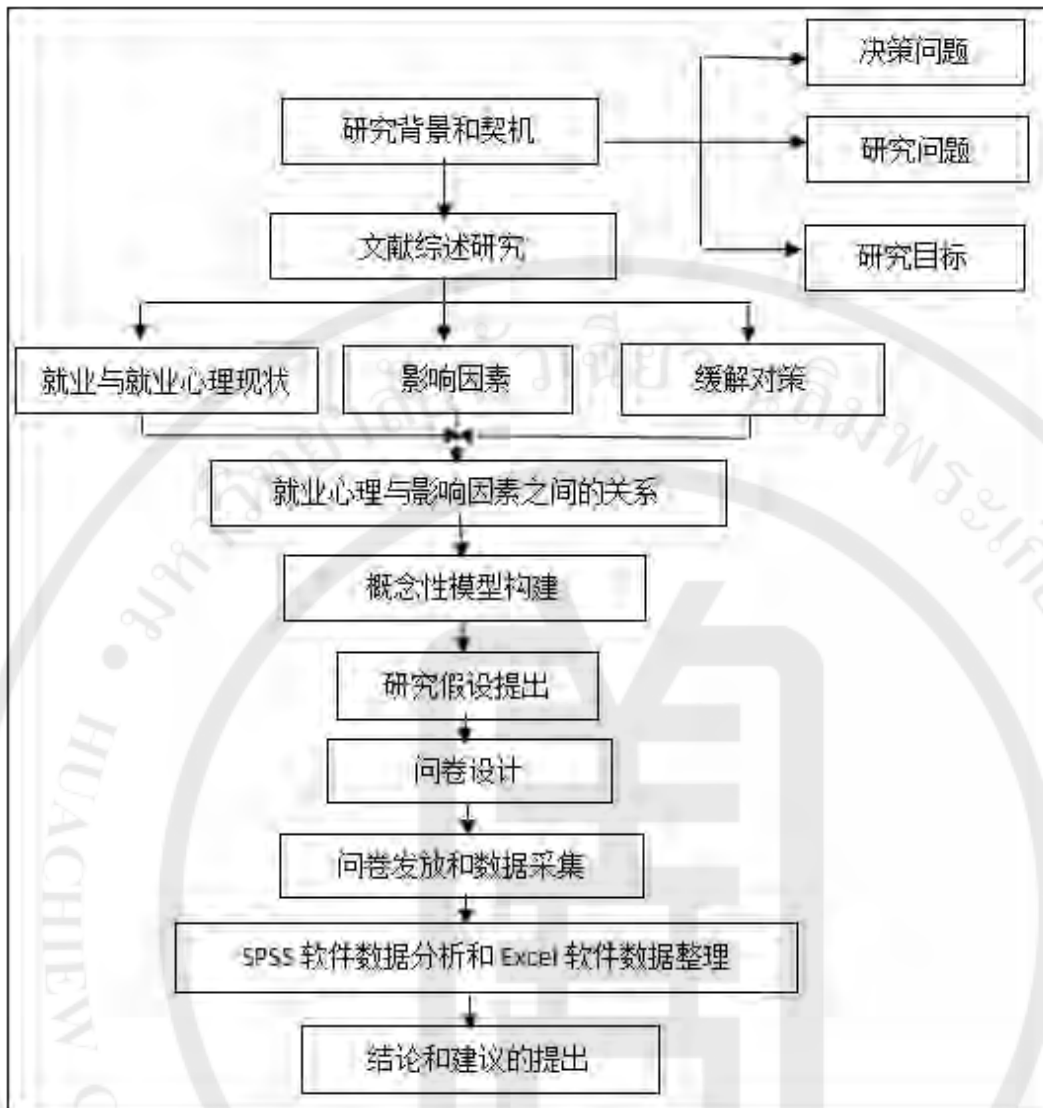 决策问题
研究背景和契机
研究问题
文献综述研究
研究目标
就业与就业心理现状
影响因素
缓解对策
就业心理与影响因素之间的关系
概念性模型构建
研究假设提出
问卷设计
问卷发放和数据采集
SPSS 软件数据分析和 Excel 软件数据整理
结论和建议的提出
HUACHIEW